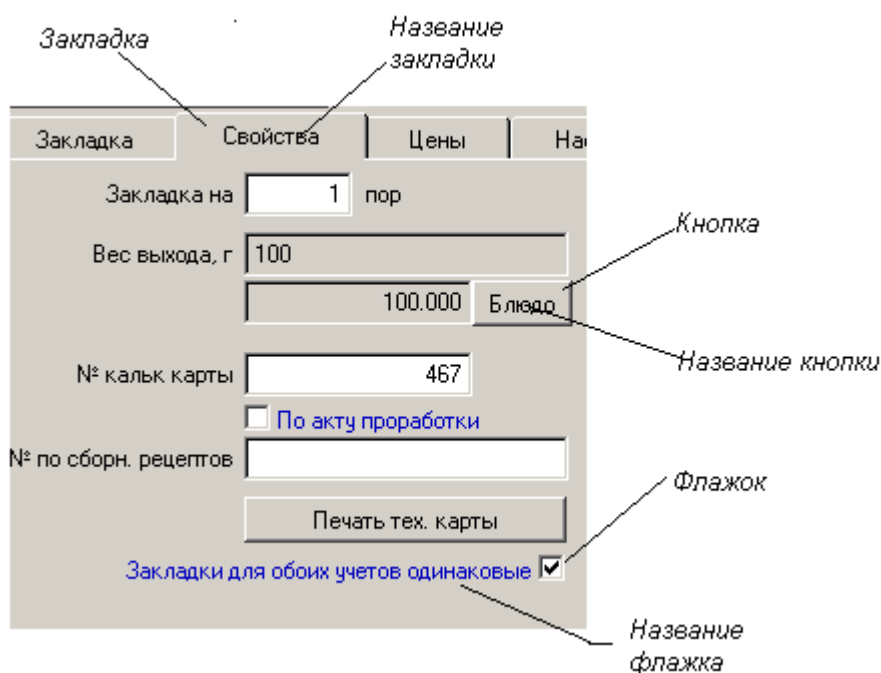 Закладка
Название
закладки
Закладка Свойства Цены
Закладка на 1 пор
Вес выхода, г 100
100.000 Блюдо
Кнопка
Название кнопки
№ кальк карты 467
По акту проработки
№ по сборн. рецептов
Флажок
Печать тех. карты
Закладки для обоих учетов одинаковые
Название
флажка